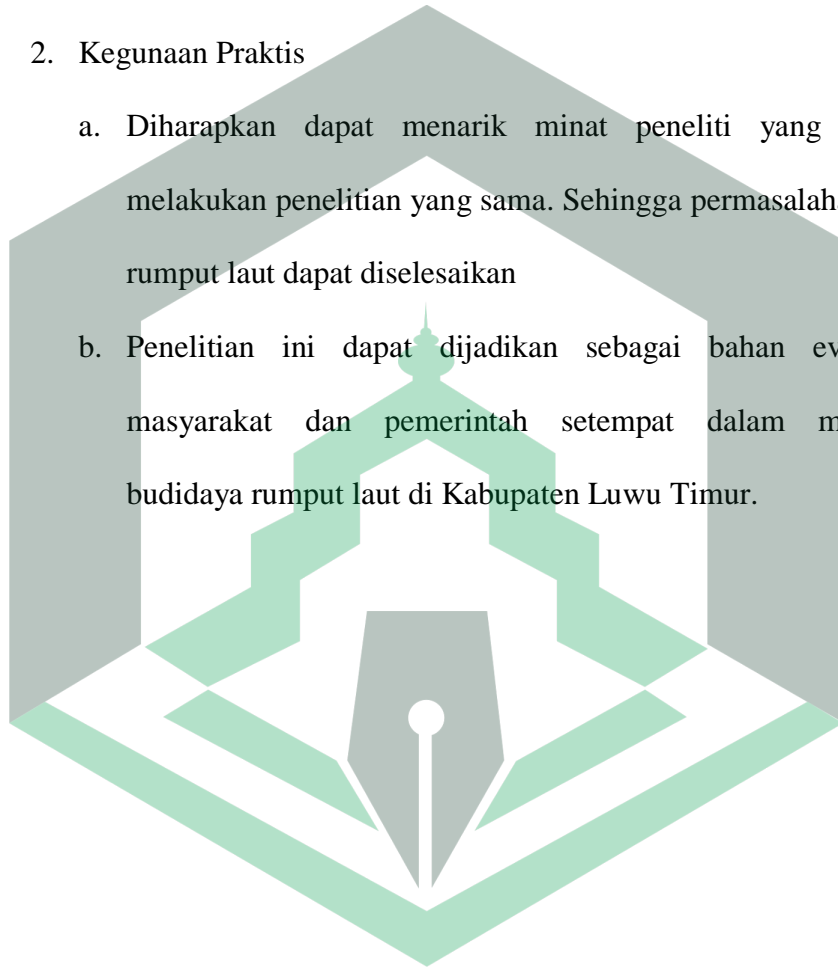 2. Kegunaan Praktis
a. Diharapkan dapat menarik minat peneliti yang
melakukan penelitian yang sama. Sehingga
rumput laut dapat diselesaikan
b. Penelitian ini dapat dijadikan sebagai bahan
masyarakat dan pemerintah setempat dalam
budidaya rumput laut di Kabupaten Luwu Timur.